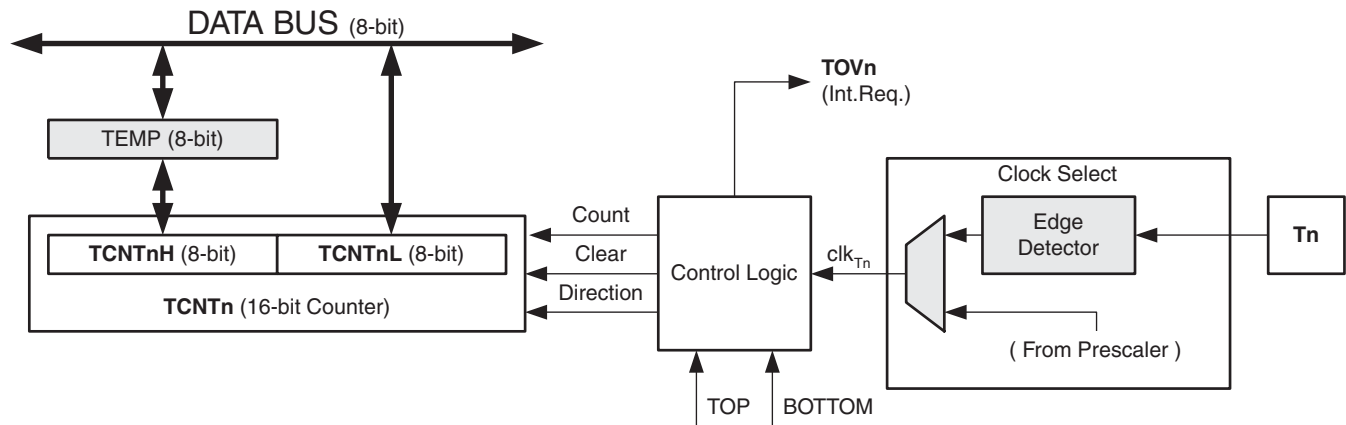 DATA BUS (8-bit)
TOVn
(Int.Req.)
TEMP (8-bit)
Clock Select
Count
Edge
Detector
Tn
TCNTnH (8-bit)
TCNTnL (8-bit)
Clear
Control Logic
clkTn
Direction
TCNTn (16-bit Counter)
( From Prescaler )
TOP
BOTTOM